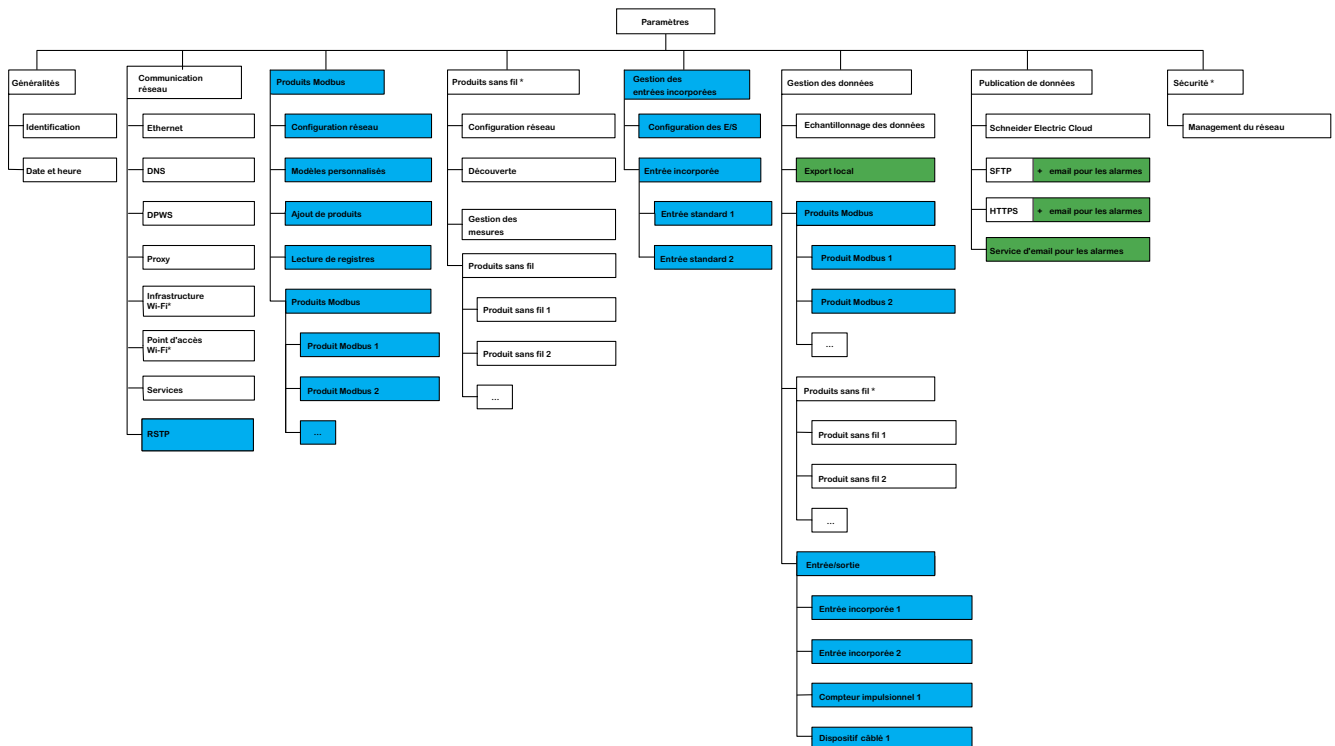 Paramètres
Généralités
Identification
Date et heure
Communication
réseau
Ethernet
DNS
DPWS
Proxy
Infrastructure
Wi-Fi*
Point d'accès
Wi-Fi*
Services
RSTP
Produits Modbus
Configuration réseau
Modèles personnalisés
Ajout de produits
Lecture de registres
Produits Modbus
Produit Modbus 1
Produit Modbus 2
...
Produits sans fil *
Configuration réseau
Découverte
Gestion des
mesures
Produits sans fil
Produit sans fil 1
Produit sans fil 2
...
Gestion des
entrées incorporées
Configuration des E/S
Entrée incorporée
Entrée standard 1
Entrée standard 2
Gestion des données
Echantillonnage des données
Export local
Produits Modbus
Produit Modbus 1
Produit Modbus 2
...
Produits sans fil *
Produit sans fil 1
Produit sans fil 2
...
Entrée/sortie
Entrée incorporée 1
Entrée incorporée 2
Compteur impulsionnel 1
Dispositif câblé 1
Publication de données
Schneider Electric Cloud
SFTP + email pour les alarmes
HTTPS + email pour les alarmes
Service d'email pour les alarmes
Sécurité *
Management du réseau